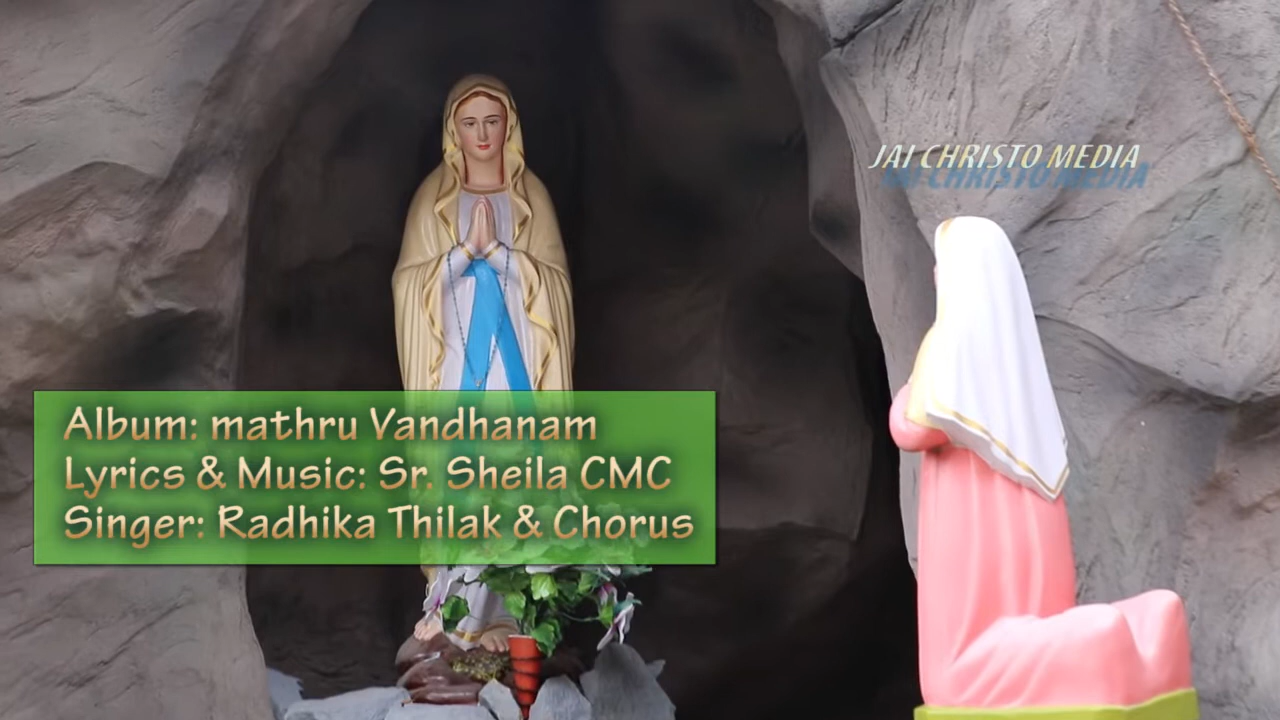 JAI CHRISTO MEDIA
Album: mathru Vandhanam
Lyrics & Music: Sr. Sheila CMC
Singer: Radhika Thilak & Chorus